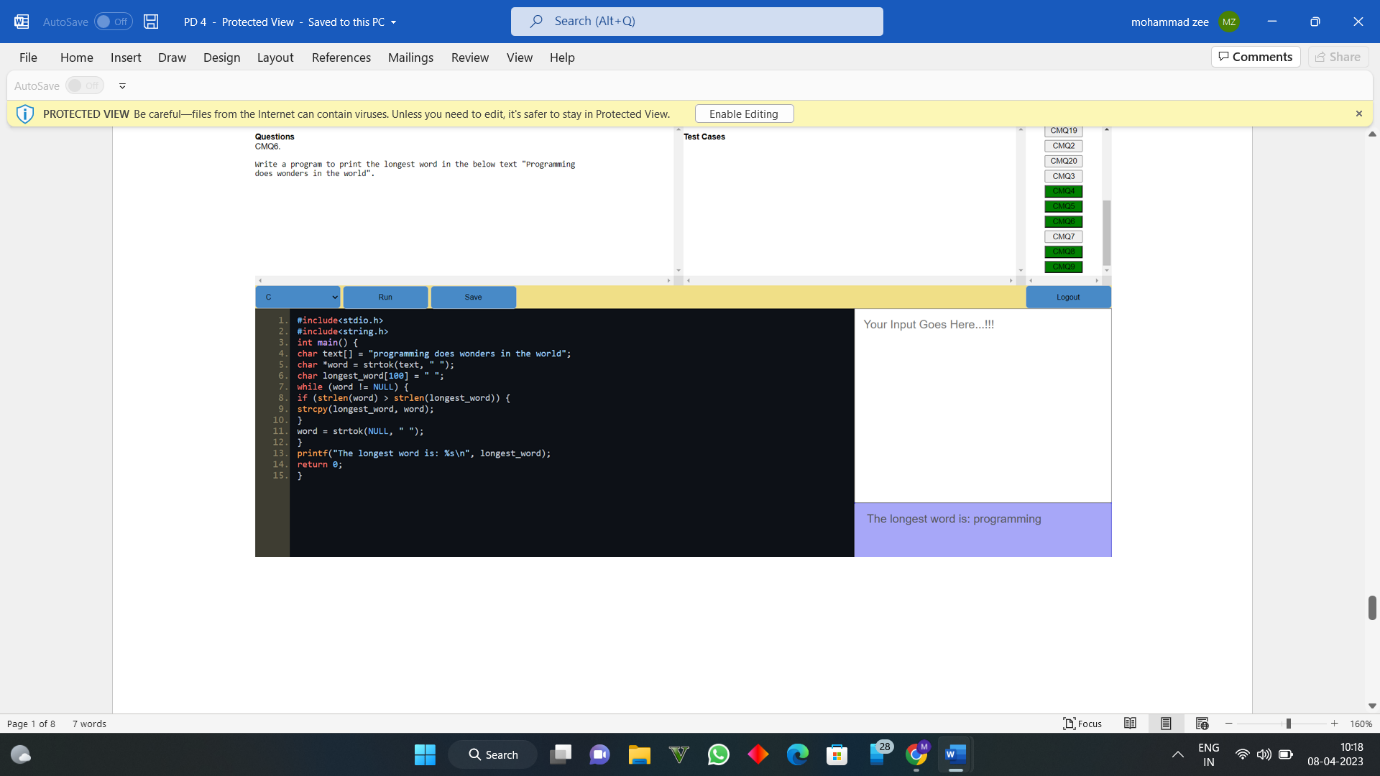 AutoSave Off PD 4 - Protected View - Saved to this PC Search (Alt+Q) mohammad zee MZ
File Home Insert Draw Design Layout References Mailings Review View Help Comments Share
AutoSave Off
PROTECTED VIEW Be careful—files from the Internet can contain viruses. Unless you need to edit, it's safer to stay in Protected View. Enable Editing
Questions
CMQ6.
Write a program to print the longest word in the below text "Programming
does wonders in the world".
Test Cases
CMQ19
CMQ2
CMQ20
CMQ3
CMQ4
CMQ5
CMQ6
CMQ7
CMQ8
CMQ9
C Run Save Logout
1. #include<stdio.h>
2. #include<string.h>
3. int main() {
4. char text[] = "programming does wonders in the world";
5. char *word = strtok(text, " ");
6. char longest_word[100] = " ";
7. while (word != NULL) {
8. if (strlen(word) > strlen(longest_word)) {
9. strcpy(longest_word, word);
10. }
11. word = strtok(NULL, " ");
12. }
13. printf("The longest word is: %s\n", longest_word);
14. return 0;
15. }
Your Input Goes Here...!!!
The longest word is: programming
Page 1 of 8 7 words Focus 160%
Search 28 M ENG
IN
10:18
08-04-2023